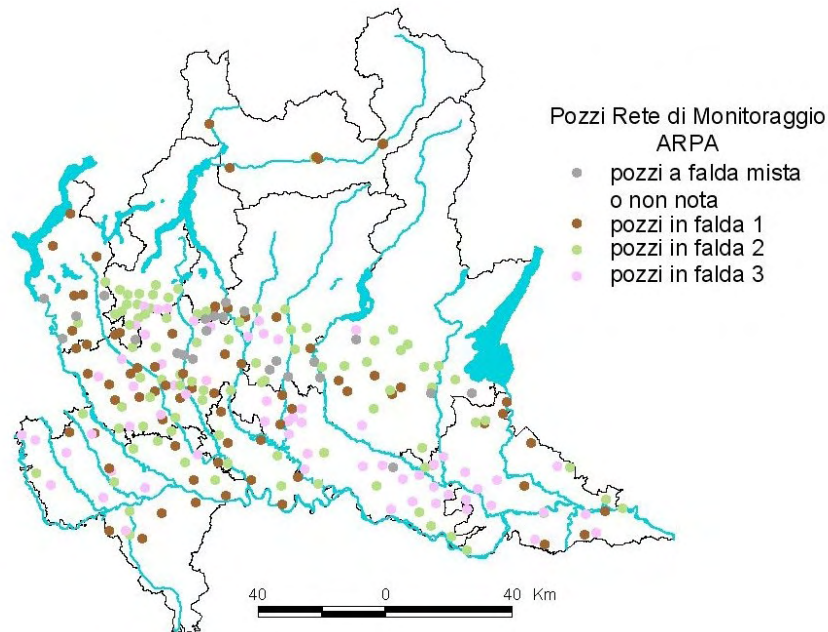 Pozzi Rete di Monitoraggio
ARPA
pozzi a falda mista
o non nota
pozzi in falda 1
pozzi in falda 2
pozzi in falda 3
40 0 40 Km